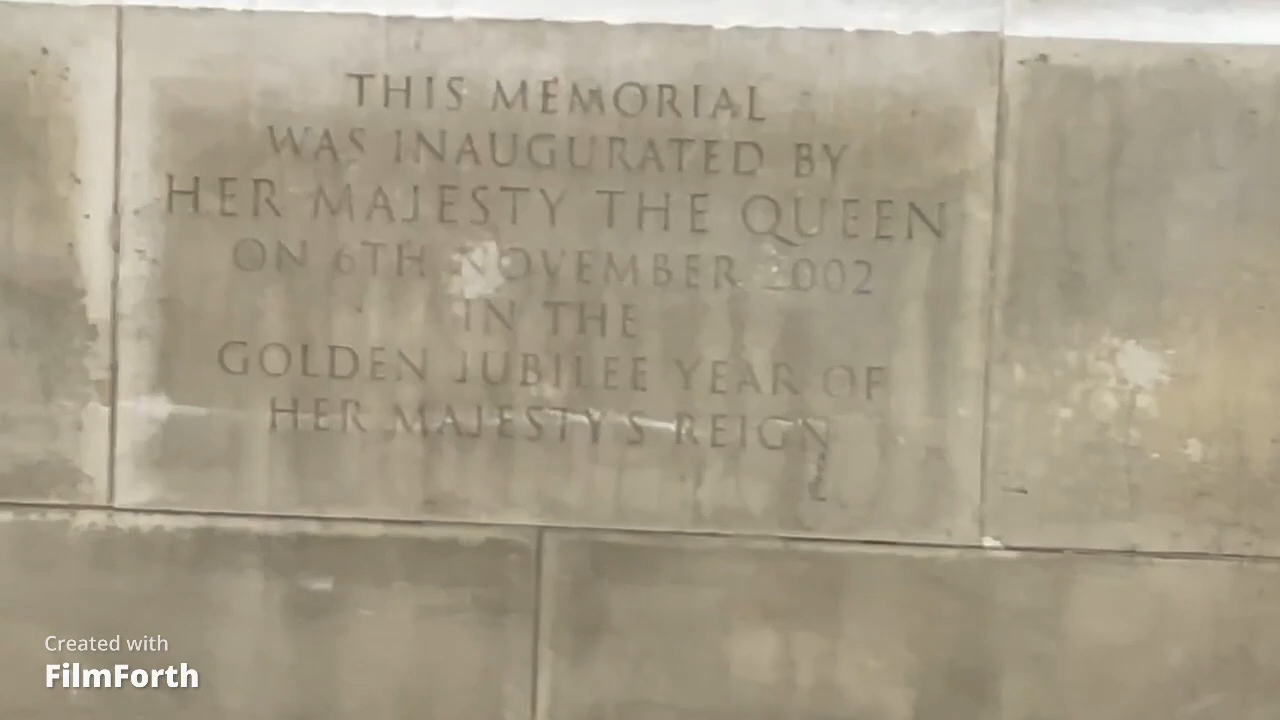 THIS MEMORIAL
WAS INAUGURATED BY
HER MAJESTY THE QUEEN
ON 6TH NOVEMBER 2002
IN THE
GOLDEN JUBILEE YEAR OF
HER MAJESTY'S REIGN
Created with
FilmForth